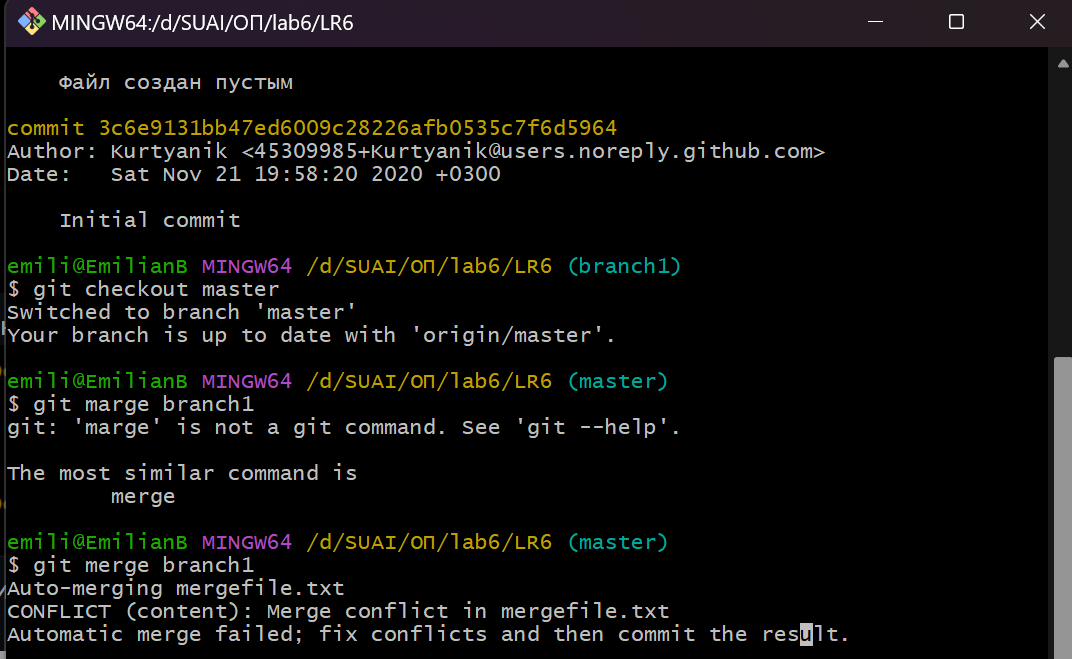 MINGW64:/d/SUAI/ОП/lab6/LR6
Файл создан пустым
commit 3c6e9131bb47ed6009c28226afb0535c7f6d5964
Author: Kurtyanik <45309985+Kurtyanik@users.noreply.github.com>
Date:   Sat Nov 21 19:58:20 2020 +0300
Initial commit
emili@EmilianB MINGW64 /d/SUAI/ОП/lab6/LR6 (branch1)
$ git checkout master
Switched to branch 'master'
Your branch is up to date with 'origin/master'.
emili@EmilianB MINGW64 /d/SUAI/ОП/lab6/LR6 (master)
$ git marge branch1
git: 'marge' is not a git command. See 'git --help'.
The most similar command is
merge
emili@EmilianB MINGW64 /d/SUAI/ОП/lab6/LR6 (master)
$ git merge branch1
Auto-merging mergefile.txt
CONFLICT (content): Merge conflict in mergefile.txt
Automatic merge failed; fix conflicts and then commit the result.